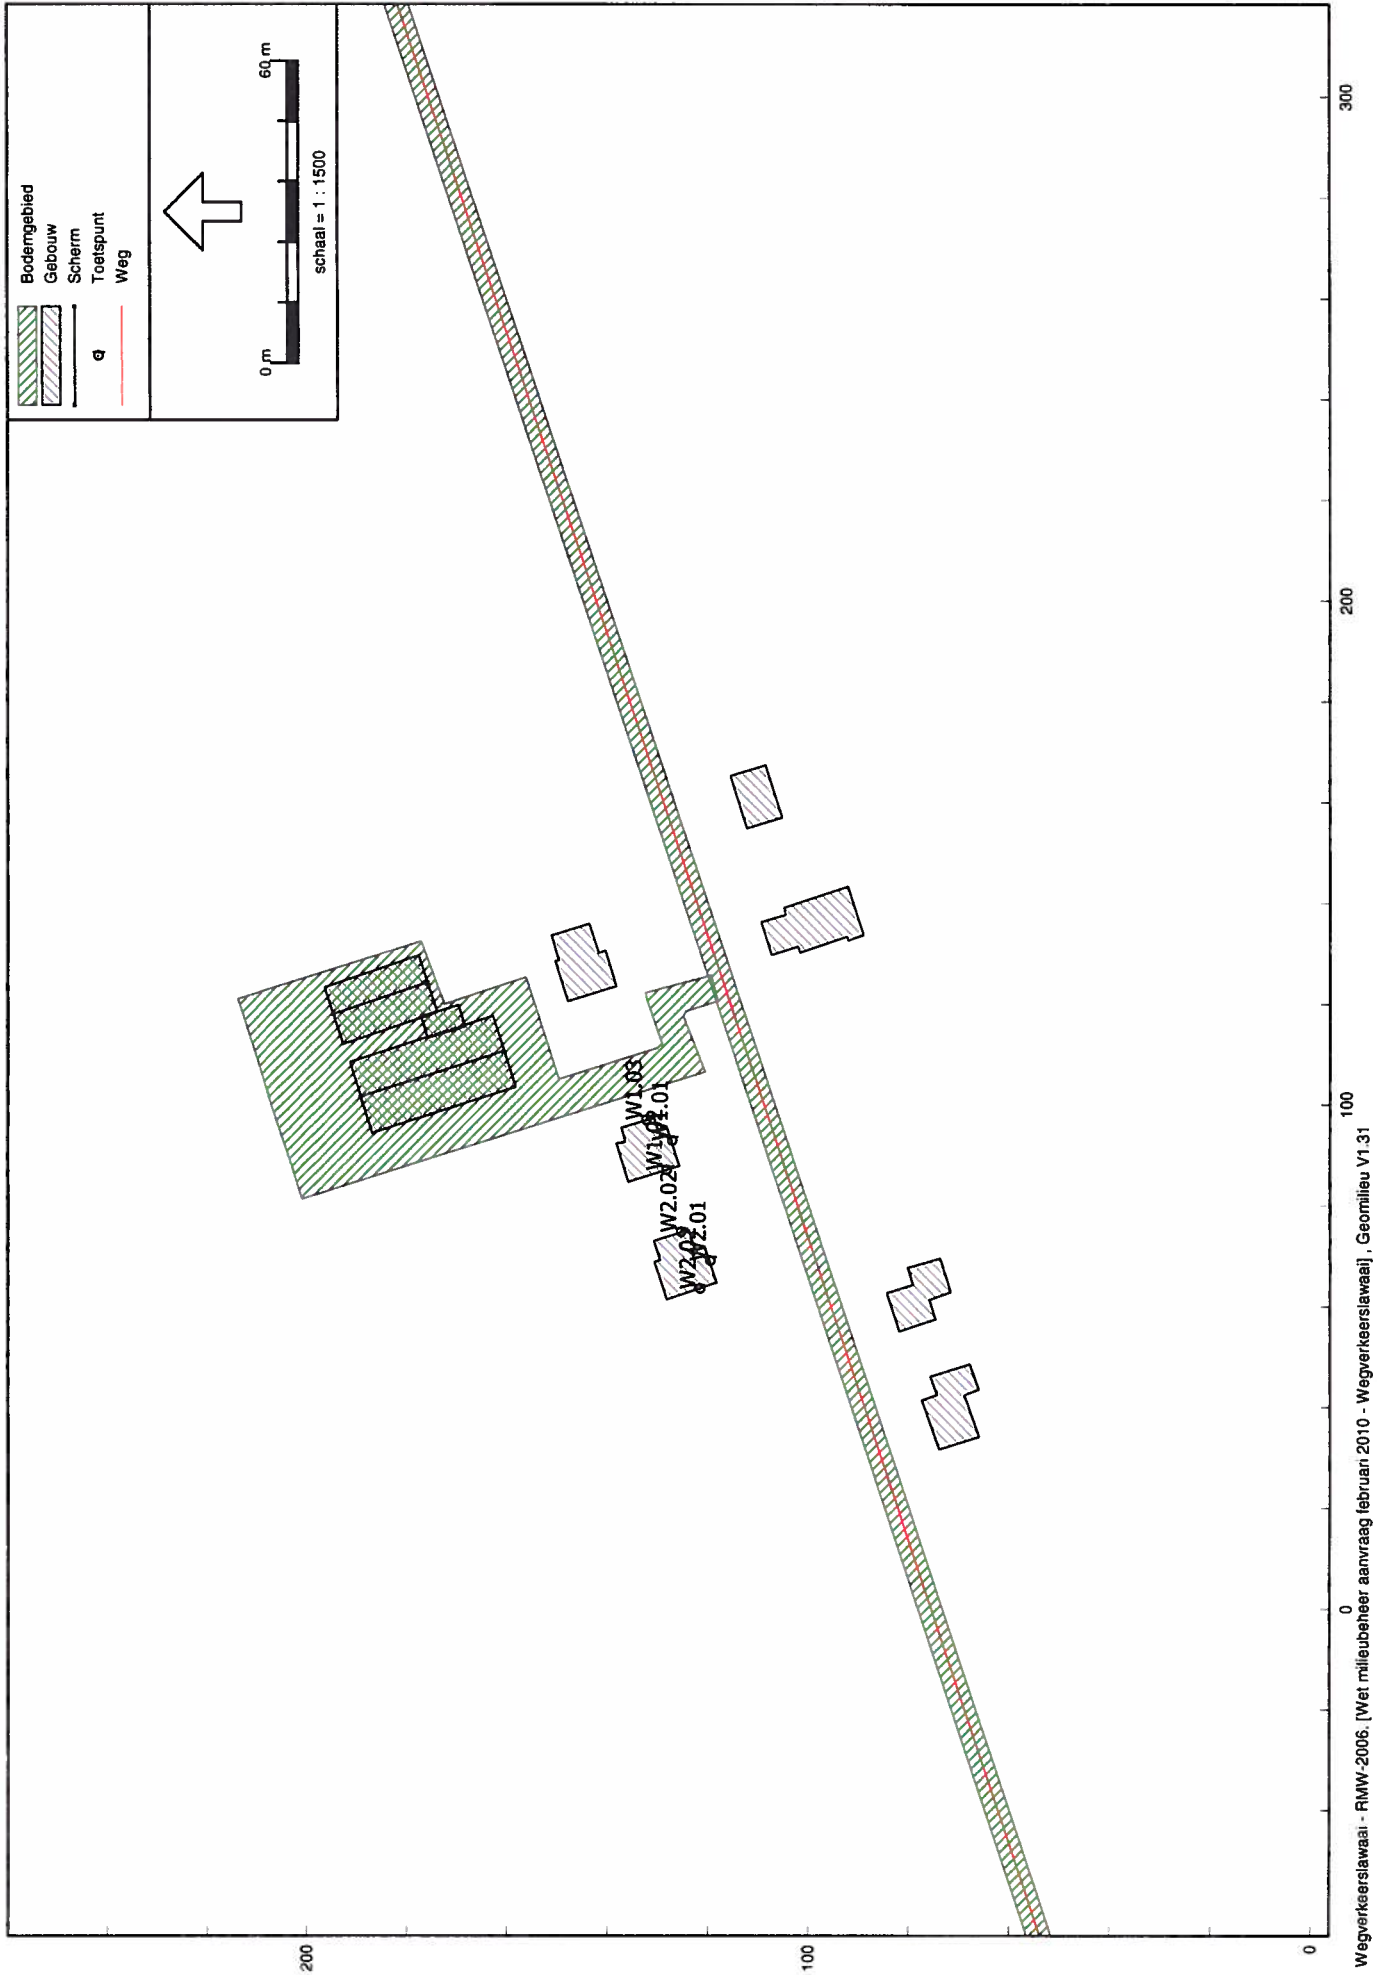 Bodemgebied
Gebouw
Scherm
Toetspunt
Weg
0 m
60 m
schaal = 1 : 1500
W1.03
W1.01
W2.02
W2.01
200
100
0
0
100
200
300
Wegverkeerslawaai - RMW-2006, [Wet milieubeheer aanvraag februari 2010 - Wegverkeerslawaai] , Geomilieu V1.31